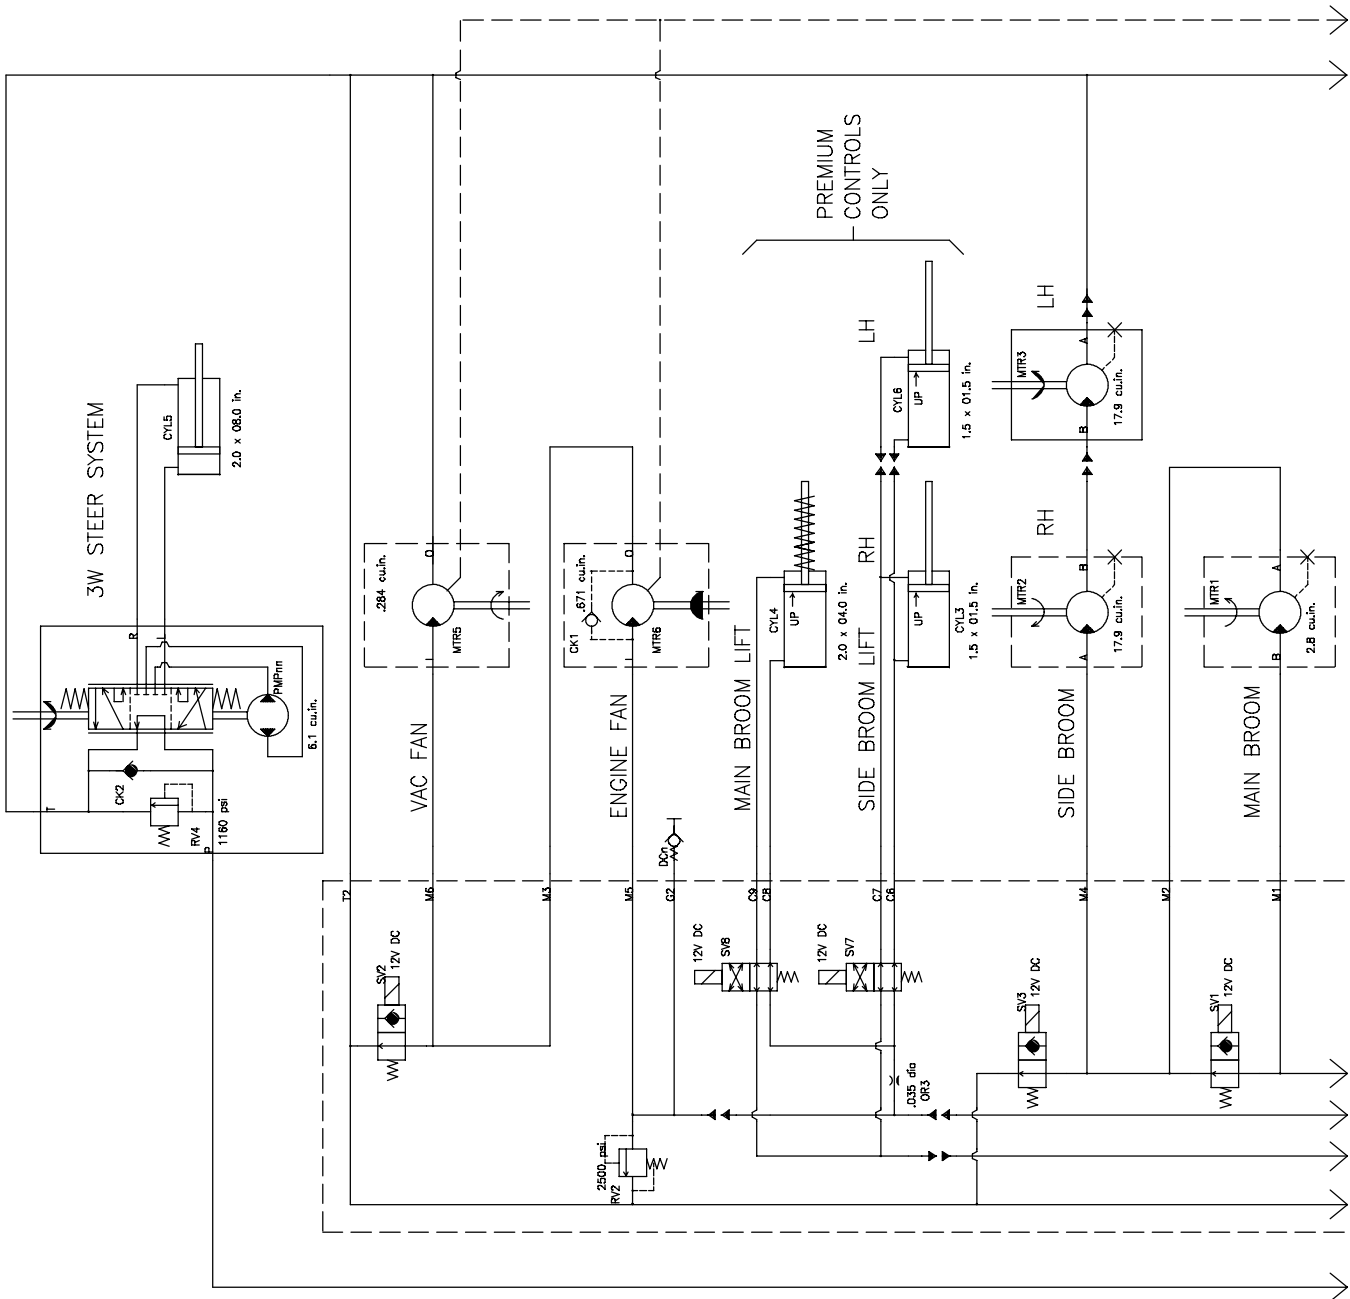 3W STEER SYSTEM
CYL5
2.0 x 08.0 in.
R
L
PMPnn
6.1 cu.in.
CK2
T
RV4
1160 psi
P
VAC FAN
.284 cu.in.
O
MTR5
I
ENGINE FAN
.671 cu.in.
O
CK1
MTR6
I
PREMIUM
CONTROLS
ONLY
MAIN BROOM LIFT
CYL4
UP
2.0 x 04.0 in.
SIDE BROOM LIFT
RH
LH
CYL6
UP
1.5 x 01.5 in.
UP
CYL3
1.5 x 01.5 in.
SIDE BROOM
RH
LH
MTR3
A
B
17.9 cu.in.
MTR2
B
A
17.9 cu.in.
MAIN BROOM
MTR1
A
B
2.8 cu.in.
DCn
T2
M6
M3
M5
G2
C9
C8
C7
C6
M4
M2
M1
SV2
12V DC
12V DC
SV8
12V DC
SV7
SV3
12V DC
SV1
12V DC
.035 dia
OR3
2500 psi
RV2